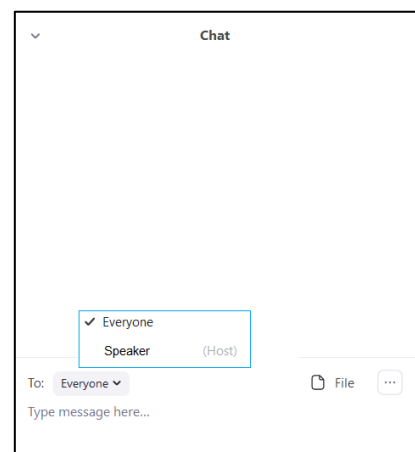 Chat
✓ Everyone
Speaker (Host)
To: Everyone File ...
Type message here...